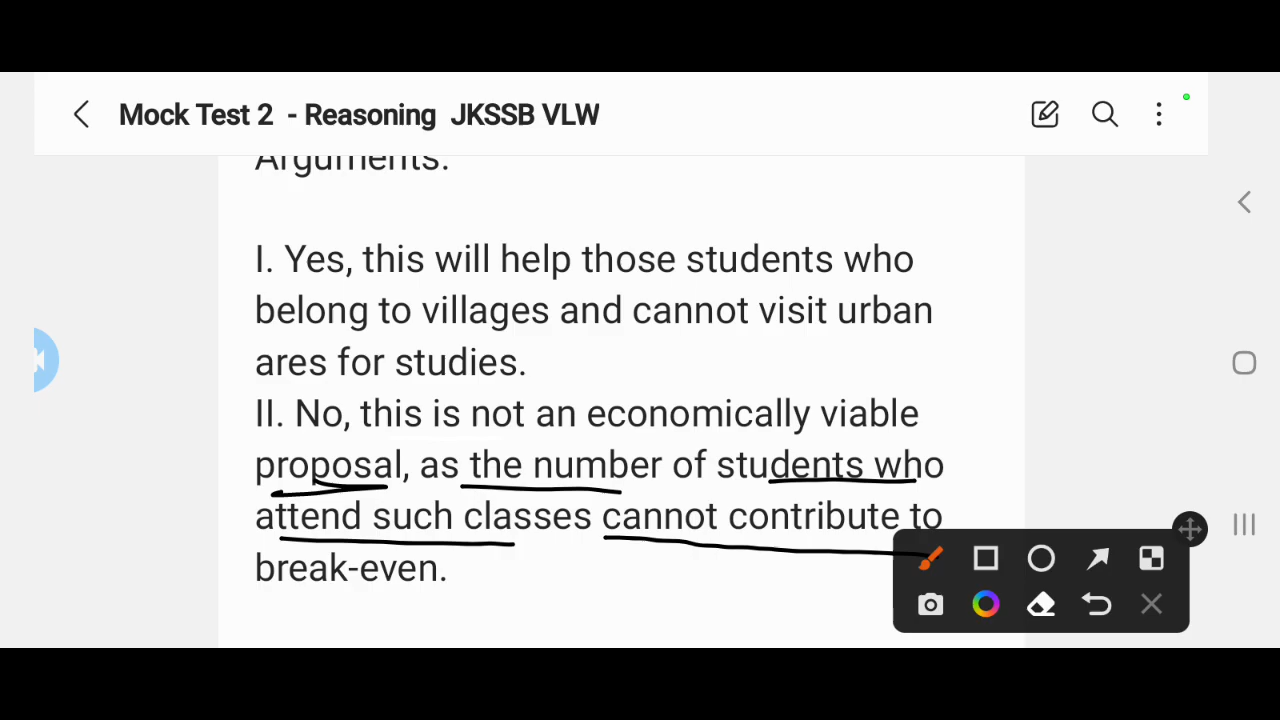 Mock Test 2 - Reasoning JKSSB VLW
Arguments:
I. Yes, this will help those students who
belong to villages and cannot visit urban
ares for studies.
II. No, this is not an economically viable
proposal, as the number of students who
attend such classes cannot contribute to
break-even.